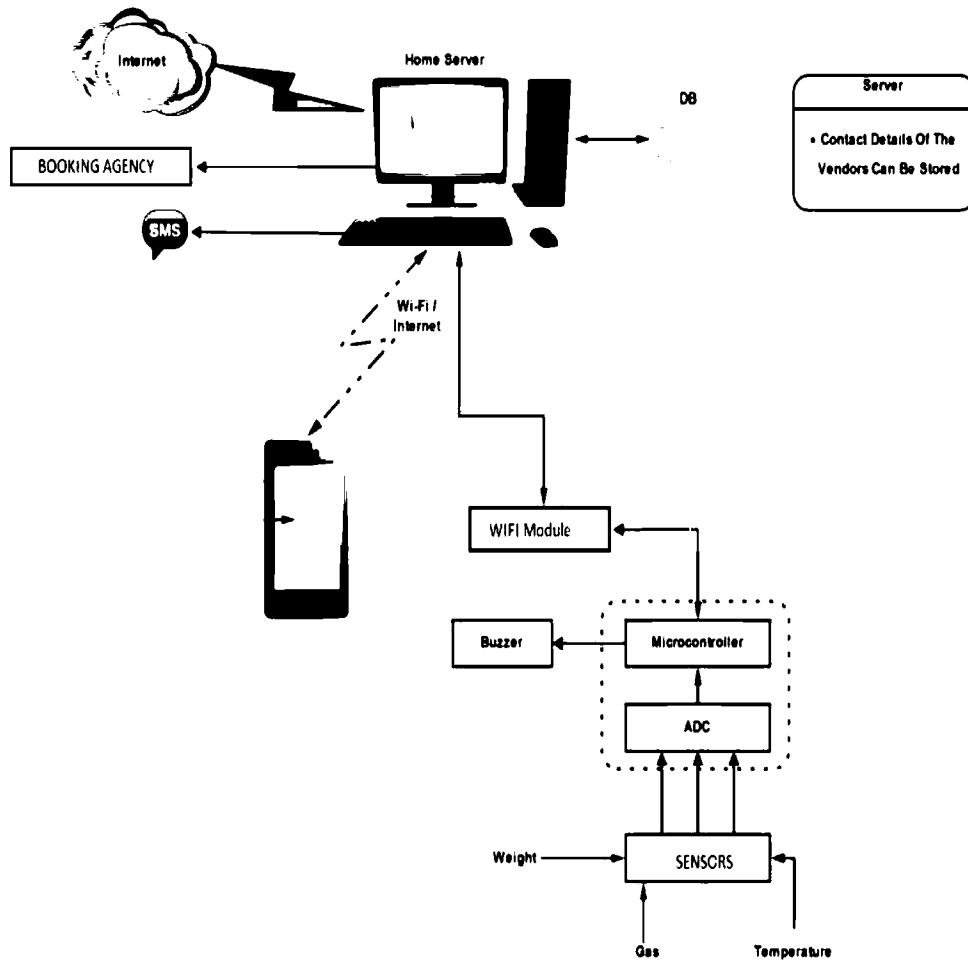 Internet
Home Server
DB
Server
• Contact Details Of The
Vendors Can Be Stored
BOOKING AGENCY
SMS
Wi-Fi /
Internet
WIFI Module
Buzzer
Microcontroller
ADC
Weight
SENSORS
Gas
Temperature